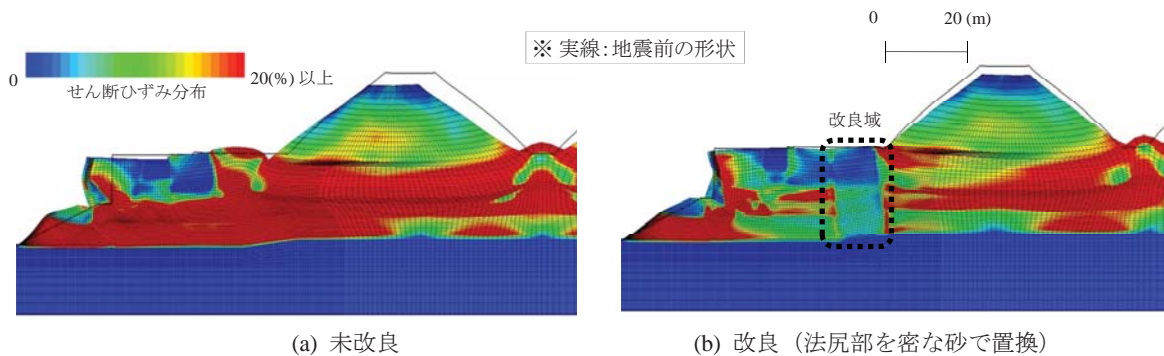 0 20 (m)
※ 実線:地震前の形状
0 20(%) 以上
せん断ひずみ分布
改良域
(a) 未改良
(b) 改良（法尻部を密な砂で置換）